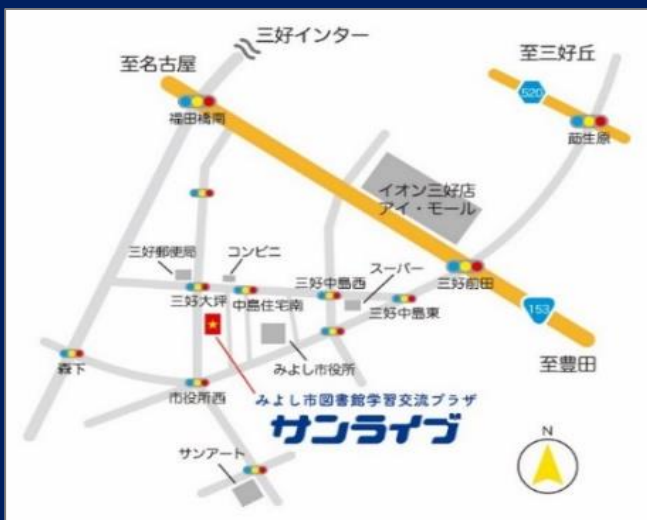 三好インター
至名古屋
至三好丘
520
福田橋南
莇生原
イオン三好店
アイ・モール
三好郵便局
コンビニ
三好中島西
スーパー
三好前田
三好大坪
中島住宅南
三好中島東
153
みよし市役所
至豊田
森下
市役所西
みよし市図書館学習交流プラザ
サンライブ
サンアート
N